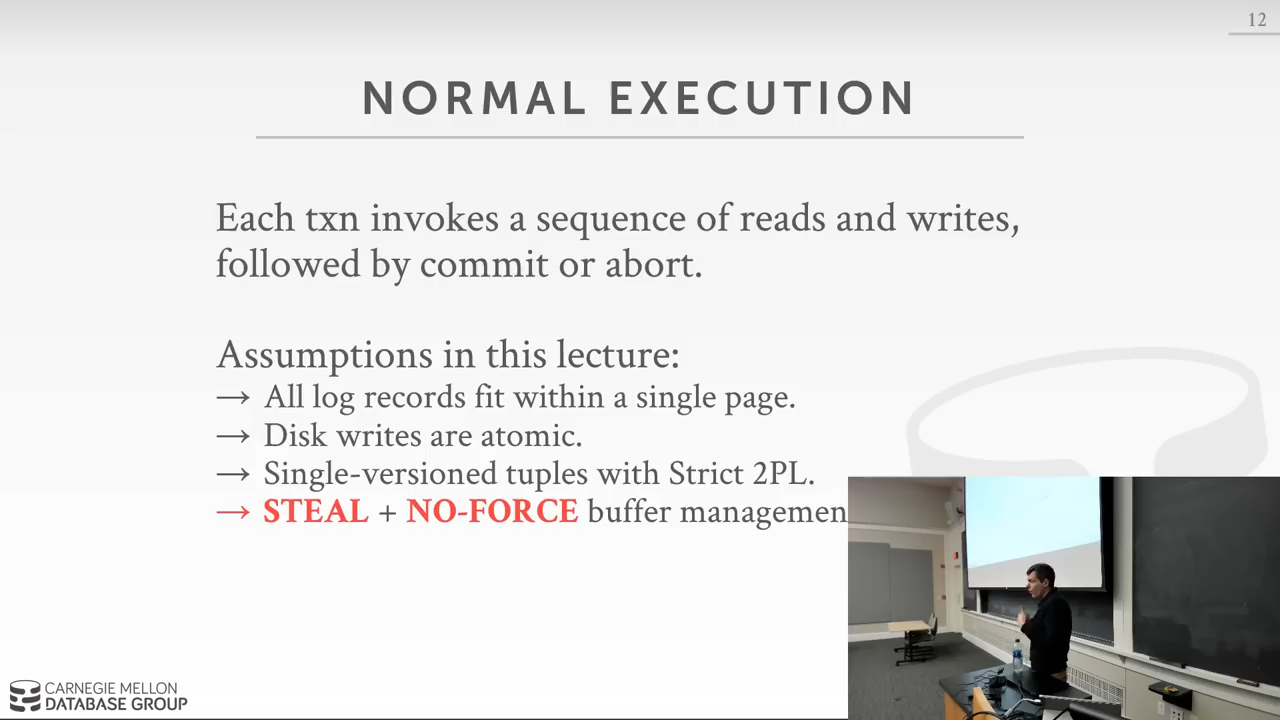 12
NORMAL EXECUTION
Each txn invokes a sequence of reads and writes,
followed by commit or abort.
Assumptions in this lecture:
→ All log records fit within a single page.
→ Disk writes are atomic.
→ Single-versioned tuples with Strict 2PL.
→ STEAL + NO-FORCE buffer managemen
CARNEGIE MELLON
DATABASE GROUP